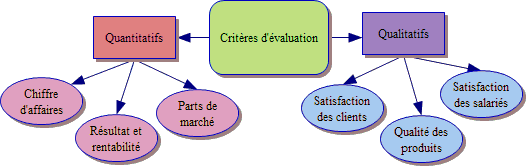 Critères d'évaluation
Quantitatifs
Qualitatifs
Chiffre
d'affaires
Résultat et
rentabilité
Parts de
marché
Satisfaction
des clients
Qualité des
produits
Satisfaction
des salariés